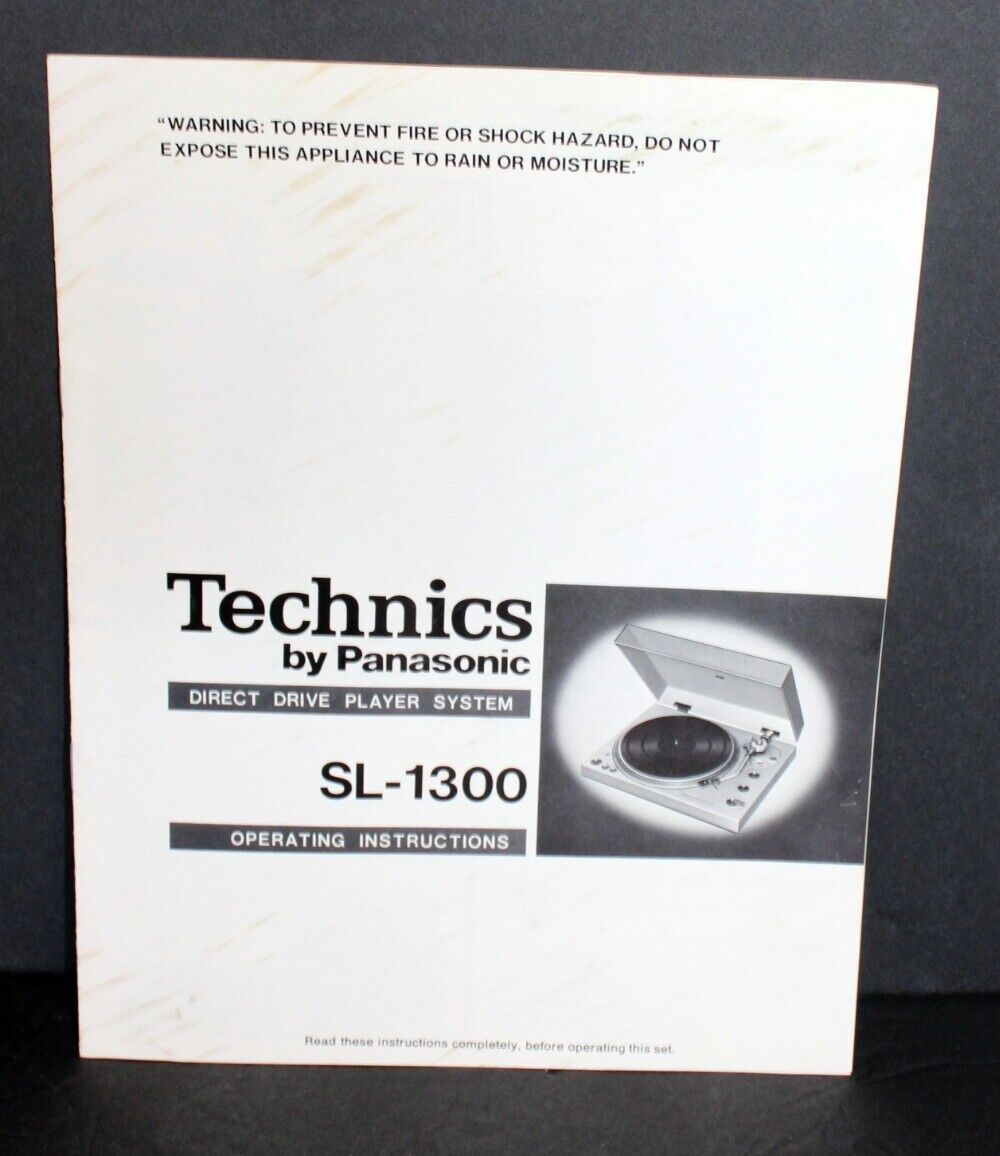 “WARNING: TO PREVENT FIRE OR SHOCK HAZARD, DO NOT
EXPOSE THIS APPLIANCE TO RAIN OR MOISTURE.”
Technics
by Panasonic
DIRECT DRIVE PLAYER SYSTEM
SL-1300
OPERATING INSTRUCTIONS
Read these instructions completely, before operating this set.